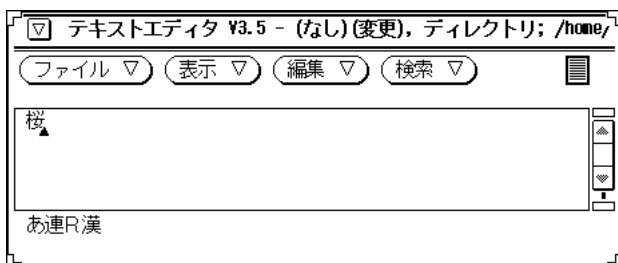 テキストエディタ V3.5 - (なし)(変更), ディレクトリ; /home/
ファイル ▽ 表示 ▽ 編集 ▽ 検索 ▽
桜
あ連R漢